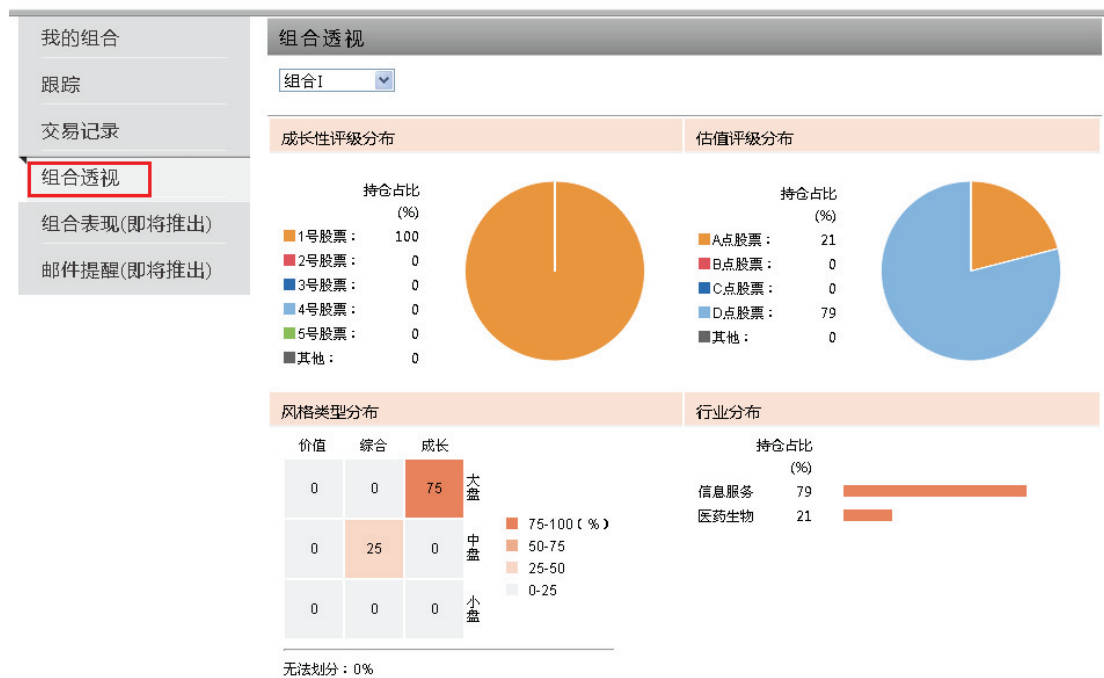 我的组合
跟踪
交易记录
组合透视
组合表现(即将推出)
邮件提醒(即将推出)
组合透视
组合I
成长性评级分布
持仓占比
(%)
1号股票： 100
2号股票： 0
3号股票： 0
4号股票： 0
5号股票： 0
其他： 0
估值评级分布
持仓占比
(%)
A点股票： 21
B点股票： 0
C点股票： 0
D点股票： 79
其他： 0
风格类型分布
价值 综合 成长
0 0 75 大盘
0 25 0 中盘
0 0 0 小盘
75-100(%)
50-75
25-50
0-25
无法划分：0%
行业分布
持仓占比
(%)
信息服务 79
医药生物 21